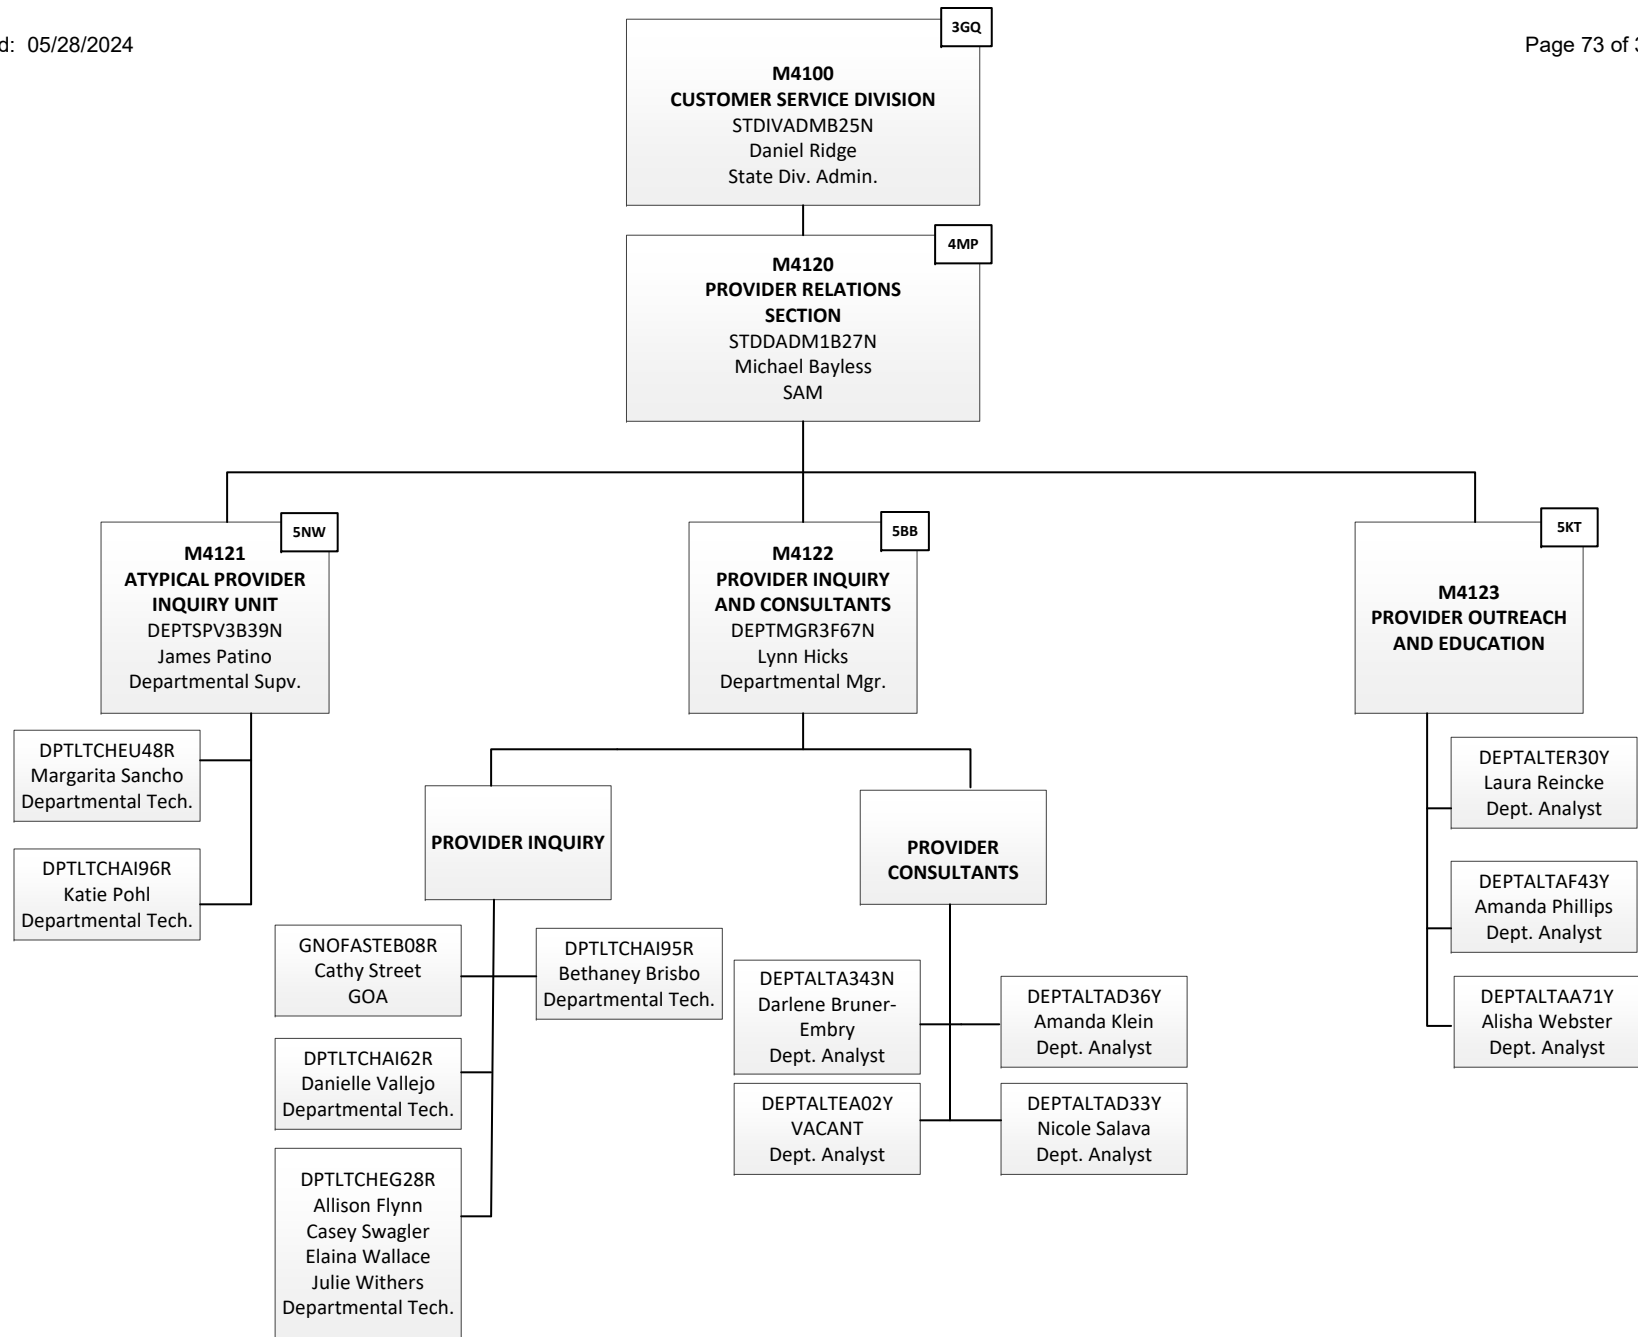 d: 05/28/2024
Page 73 of 3
3GQ
M4100
CUSTOMER SERVICE DIVISION
STDIVADMB25N
Daniel Ridge
State Div. Admin.
4MP
M4120
PROVIDER RELATIONS
SECTION
STDDADM1B27N
Michael Bayless
SAM
5NW
M4121
ATYPICAL PROVIDER
INQUIRY UNIT
DEPTSPV3B39N
James Patino
Departmental Supv.
5BB
M4122
PROVIDER INQUIRY
AND CONSULTANTS
DEPTMGR3F67N
Lynn Hicks
Departmental Mgr.
5KT
M4123
PROVIDER OUTREACH
AND EDUCATION
DPTLTCHEU48R
Margarita Sancho
Departmental Tech.
DPTLTCHAI96R
Katie Pohl
Departmental Tech.
PROVIDER INQUIRY
GNOFASTEB08R
Cathy Street
GOA
DPTLTCHAI95R
Bethaney Brisbo
Departmental Tech.
DPTLTCHAI62R
Danielle Vallejo
Departmental Tech.
DPTLTCHEG28R
Allison Flynn
Casey Swagler
Elaina Wallace
Julie Withers
Departmental Tech.
PROVIDER
CONSULTANTS
DEPTALTA343N
Darlene Bruner-
Embry
Dept. Analyst
DEPTALTAD36Y
Amanda Klein
Dept. Analyst
DEPTALTEA02Y
VACANT
Dept. Analyst
DEPTALTAD33Y
Nicole Salava
Dept. Analyst
DEPTALTER30Y
Laura Reincke
Dept. Analyst
DEPTALTAF43Y
Amanda Phillips
Dept. Analyst
DEPTALTAA71Y
Alisha Webster
Dept. Analyst